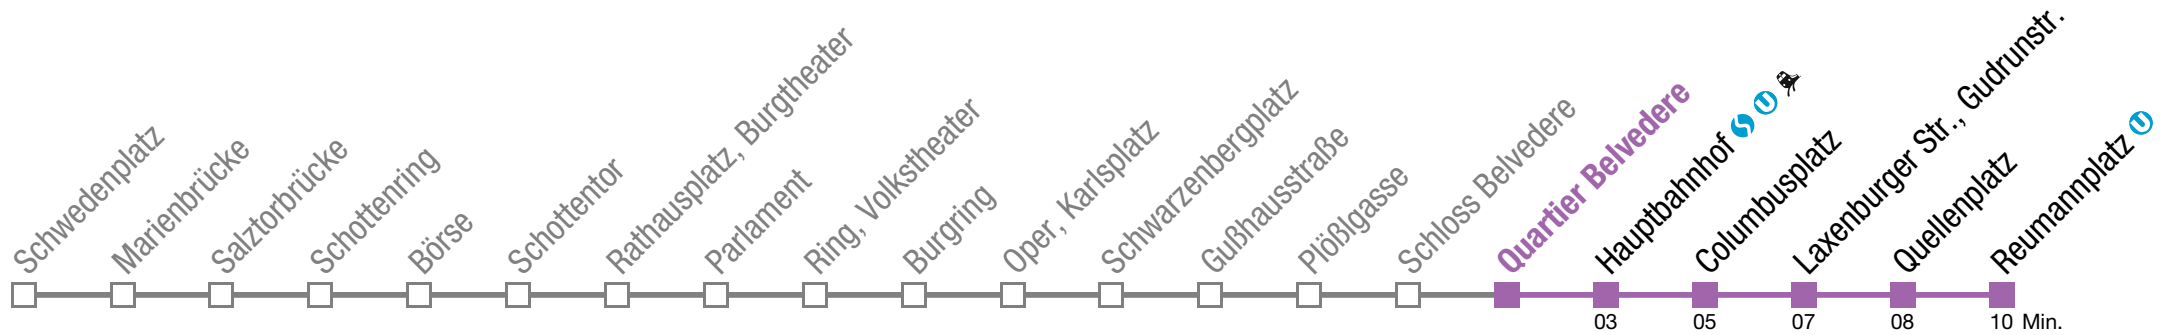 Schwedenplatz
Marienbrücke
Salztorbrücke
Schottenring
Börse
Schottentor
Rathausplatz, Burgtheater
Parlament
Ring, Volkstheater
Burgring
Oper, Karlsplatz
Schwarzenbergplatz
Gußhausstraße
Plößlgasse
Schloss Belvedere
Quartier Belvedere
Hauptbahnhof S U
Columbusplatz
Laxenburger Str., Gudrunstr.
Quellenplatz
Reumannplatz U
03 05 07 08 10 Min.